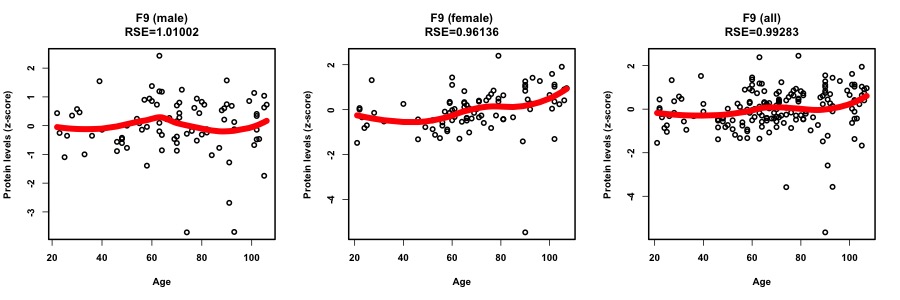 F9 (male)
RSE=1.01002
Protein levels (z-score)
2
1
0
-1
-2
-3
20 40 60 80 100
Age
F9 (female)
RSE=0.96136
Protein levels (z-score)
2
0
-2
-4
20 40 60 80 100
Age
F9 (all)
RSE=0.99283
Protein levels (z-score)
2
0
-2
-4
20 40 60 80 100
Age